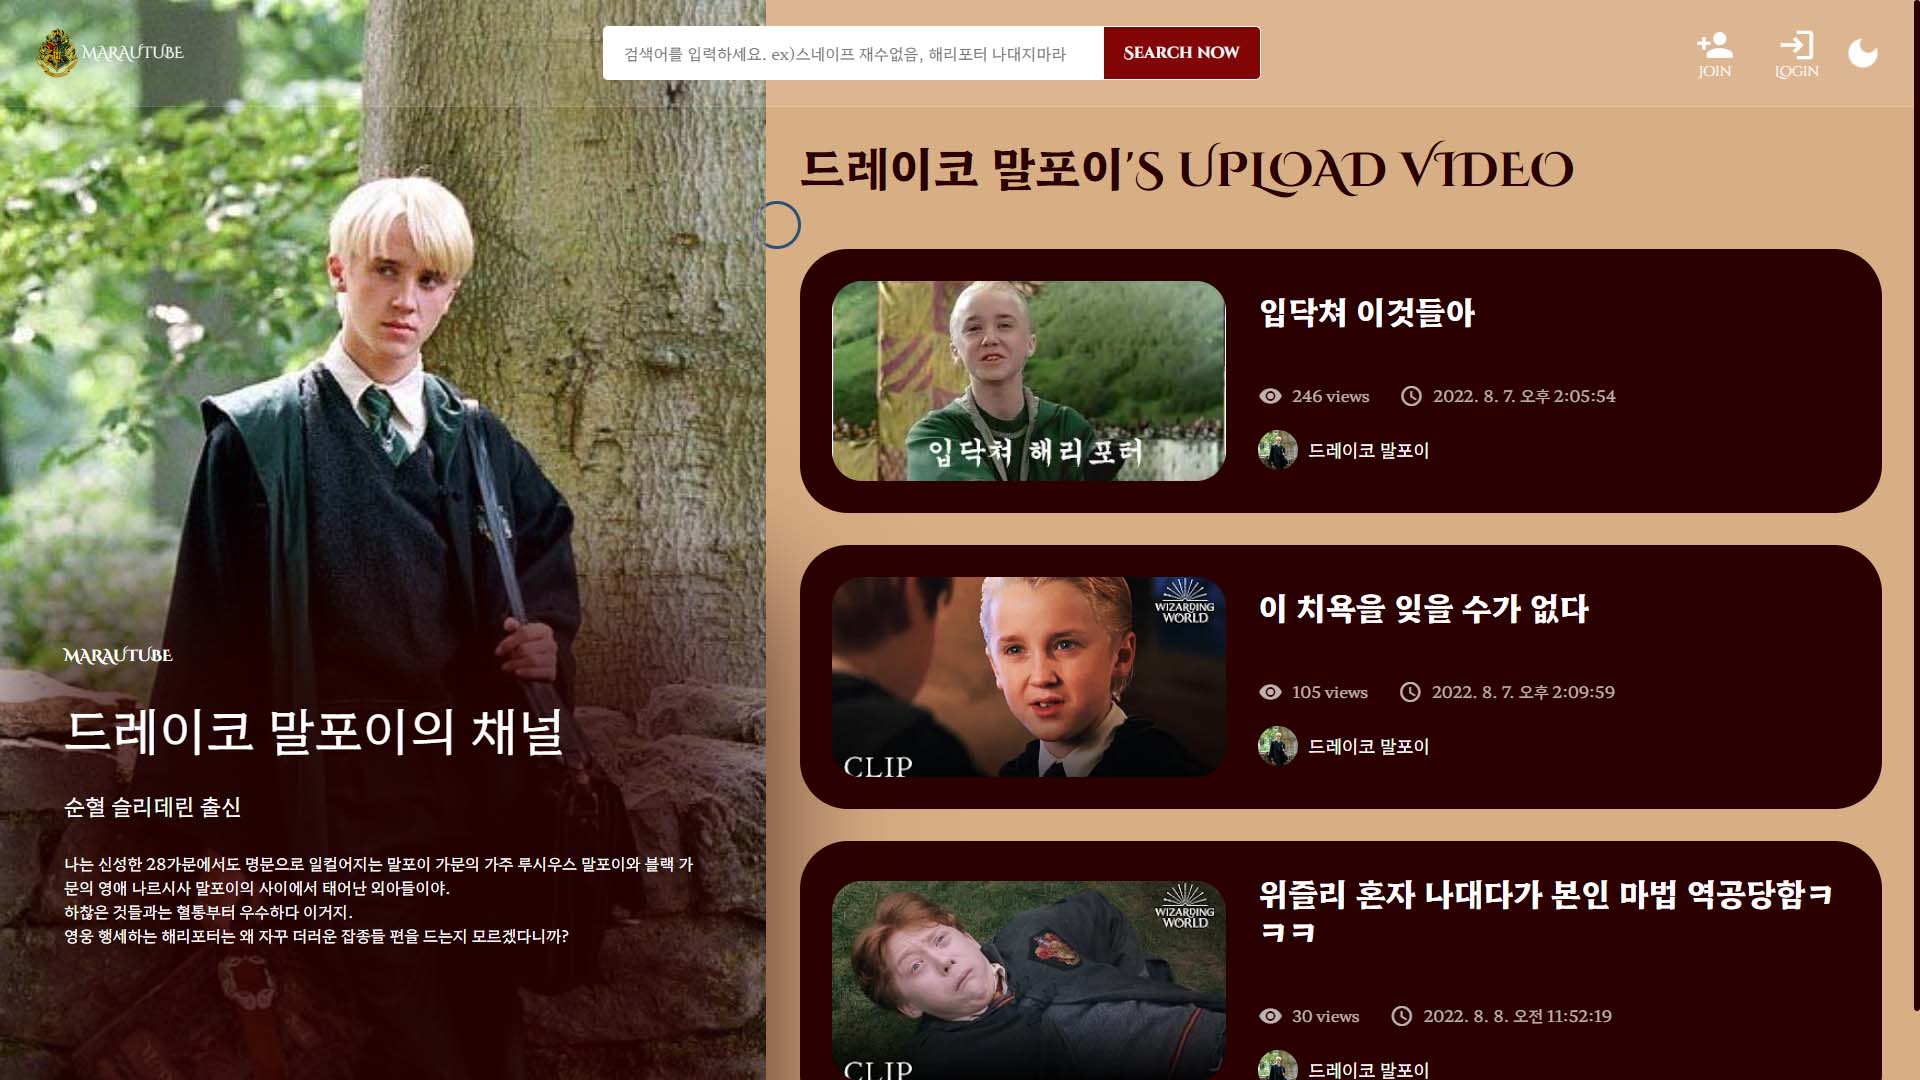 MARAUTUBE
검색어를 입력하세요. ex)스네이프 재수없음, 해리포터 나대지마라
SEARCH NOW
JOIN
LOGIN
드레이코 말포이'S UPLOAD VIDEO
입닥쳐 해리포터
입닥쳐 이것들아
246 views
2022. 8. 7. 오후 2:05:54
드레이코 말포이
WIZARDING
WORLD
CLIP
이 치욕을 잊을 수가 없다
105 views
2022. 8. 7. 오후 2:09:59
드레이코 말포이
WIZARDING
WORLD
CLIP
위즐리 혼자 나대다가 본인 마법 역공당함ㅋ
ㅋㅋ
30 views
2022. 8. 8. 오전 11:52:19
드레이코 말포이
MARAUTUBE
드레이코 말포이의 채널
순혈 슬리데린 출신
나는 신성한 28가문에서도 명문으로 일컬어지는 말포이 가문의 가주 루시우스 말포이와 블랙 가
문의 영애 나르시사 말포이의 사이에서 태어난 외아들이야.
하찮은 것들과는 혈통부터 우수하다 이거지.
영웅 행세하는 해리포터는 왜 자꾸 더러운 잡종들 편을 드는지 모르겠다니까?